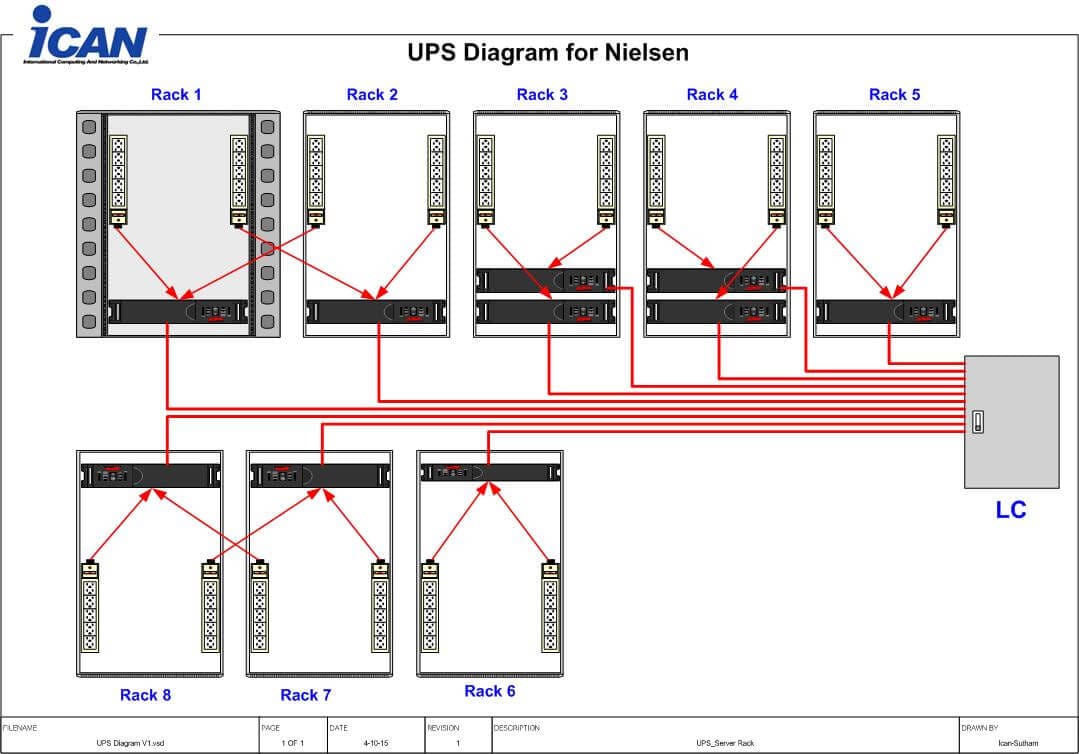 iCAN
International Computing And Networking Co.,Ltd.
UPS Diagram for Nielsen
Rack 1 Rack 2 Rack 3 Rack 4 Rack 5
LC
Rack 8 Rack 7 Rack 6
FILENAME PAGE DATE REVISION DESCRIPTION DRAWN BY
UPS Diagram V1.vsd 1 OF 1 4-10-15 1 UPS_Server Rack Ican-Sutham